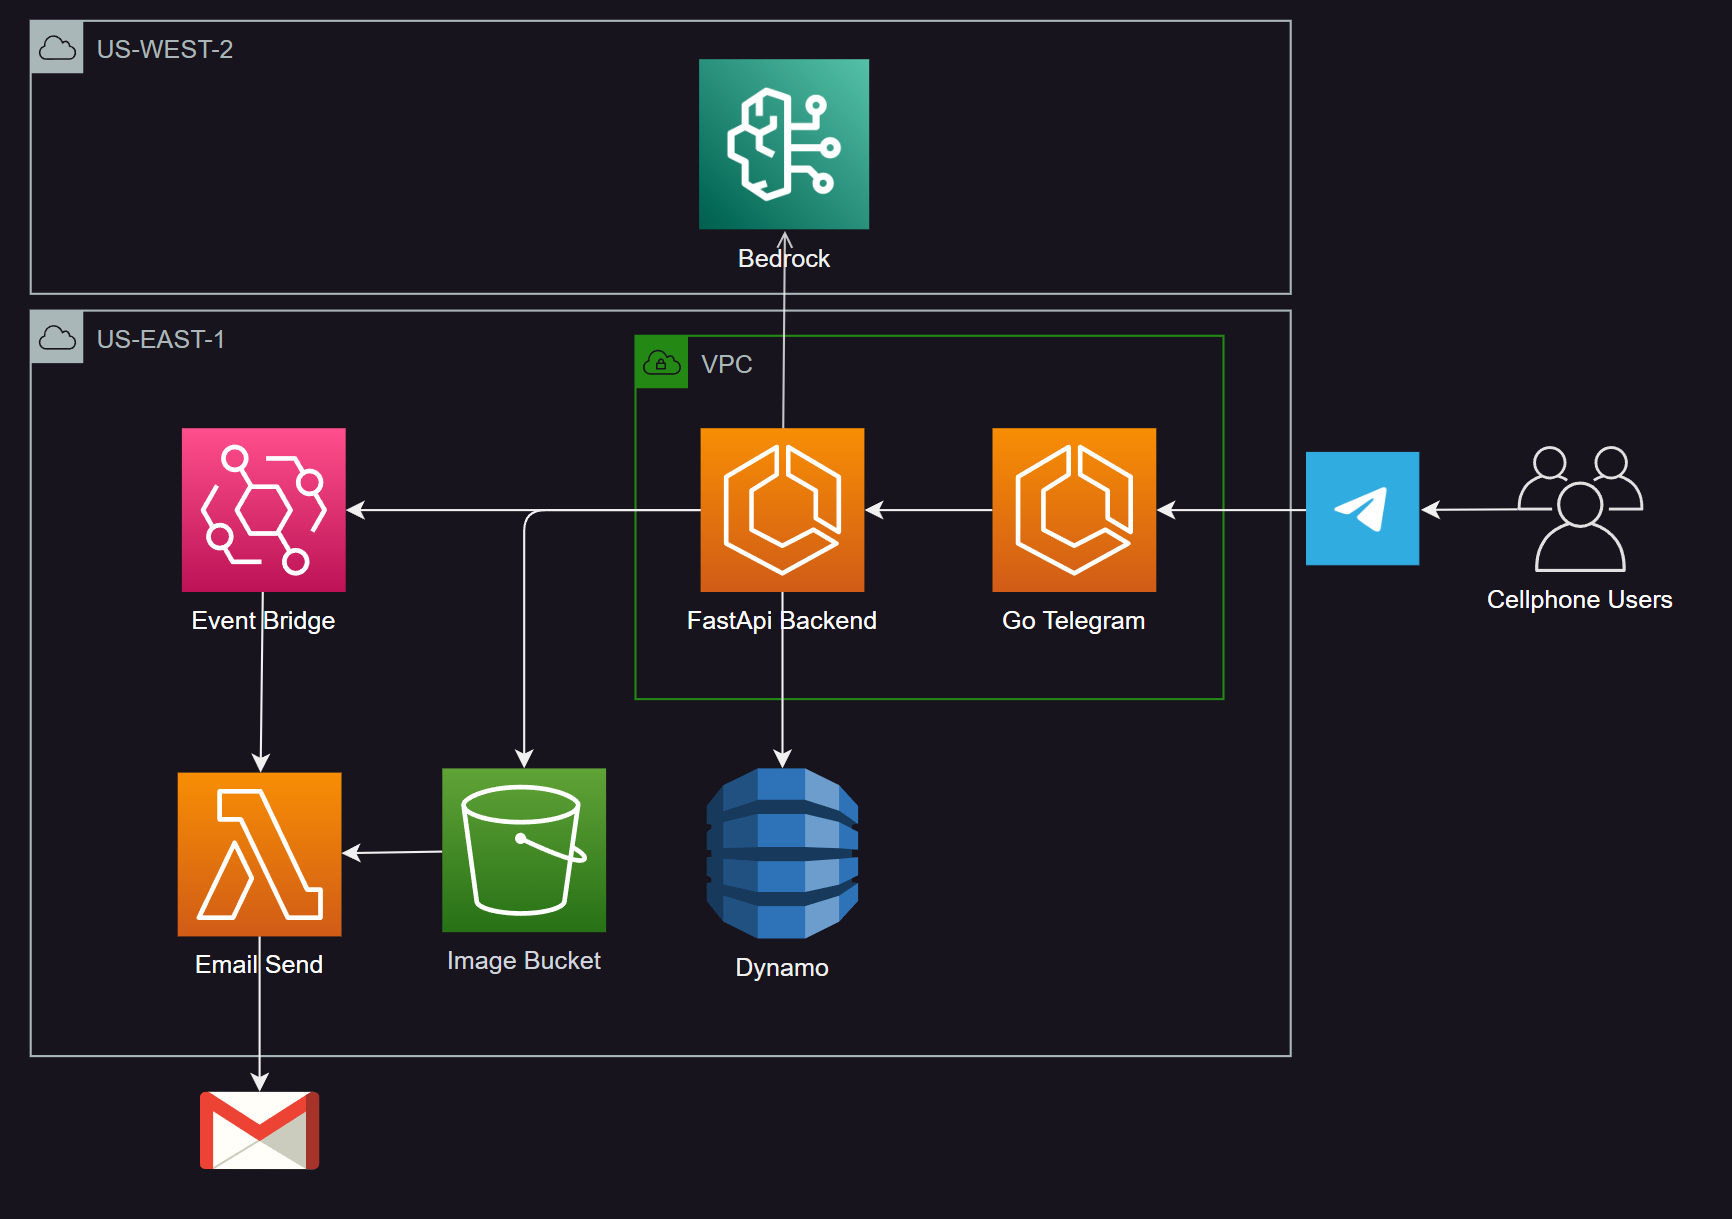 US-WEST-2
Bedrock
US-EAST-1
VPC
Event Bridge
FastApi Backend
Go Telegram
Cellphone Users
Email Send
Image Bucket
Dynamo